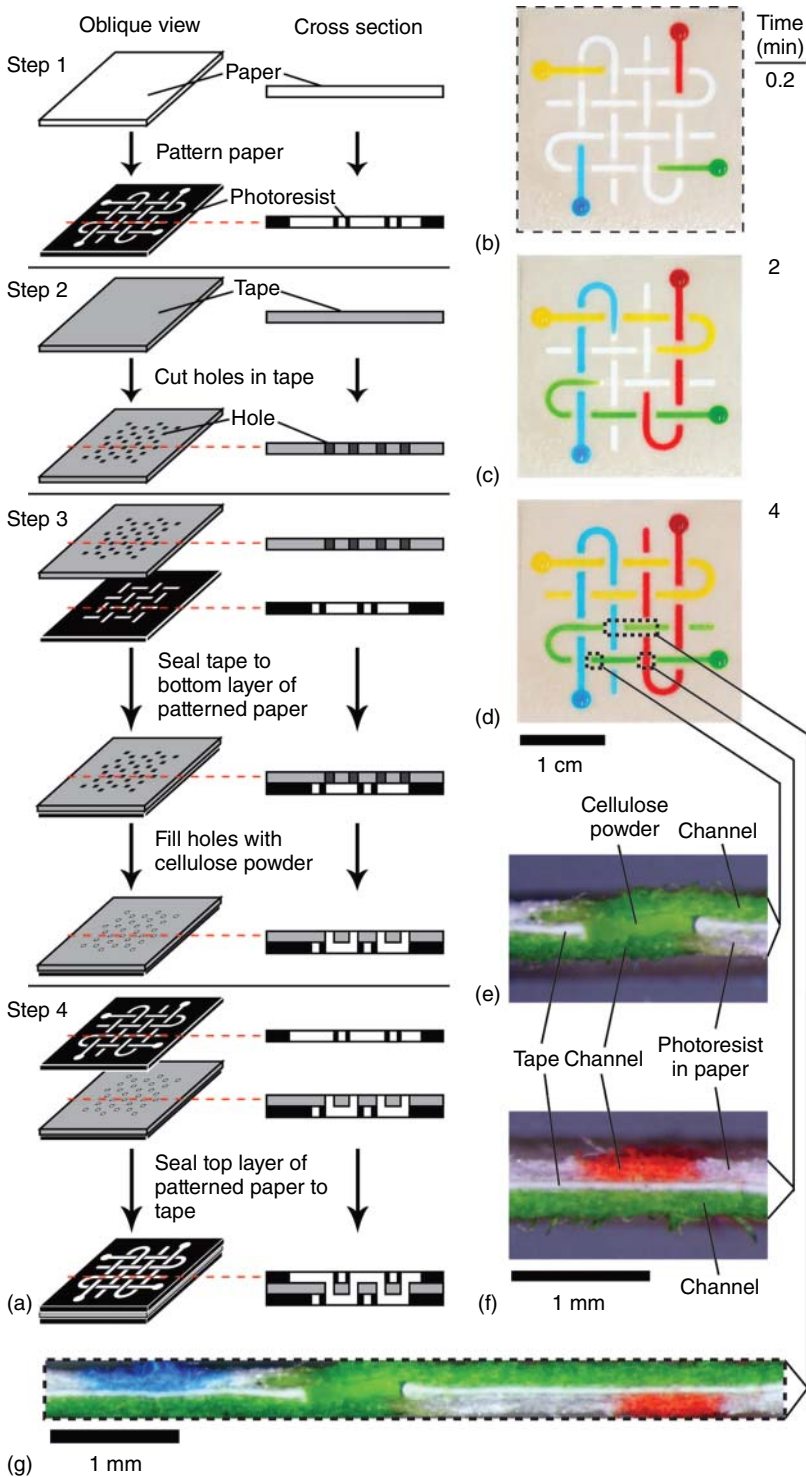 Oblique view
Cross section
Step 1
Paper
Pattern paper
Photoresist
Step 2
Tape
Cut holes in tape
Hole
Step 3
Seal tape to
bottom layer of
patterned paper
Fill holes with
cellulose powder
Step 4
Seal top layer of
patterned paper to
tape
(a)
Time
(min)
0.2
(b)
2
(c)
4
(d)
1 cm
Cellulose
powder
Channel
(e)
Tape
Channel
Photoresist
in paper
Channel
(f)
1 mm
(g)
1 mm